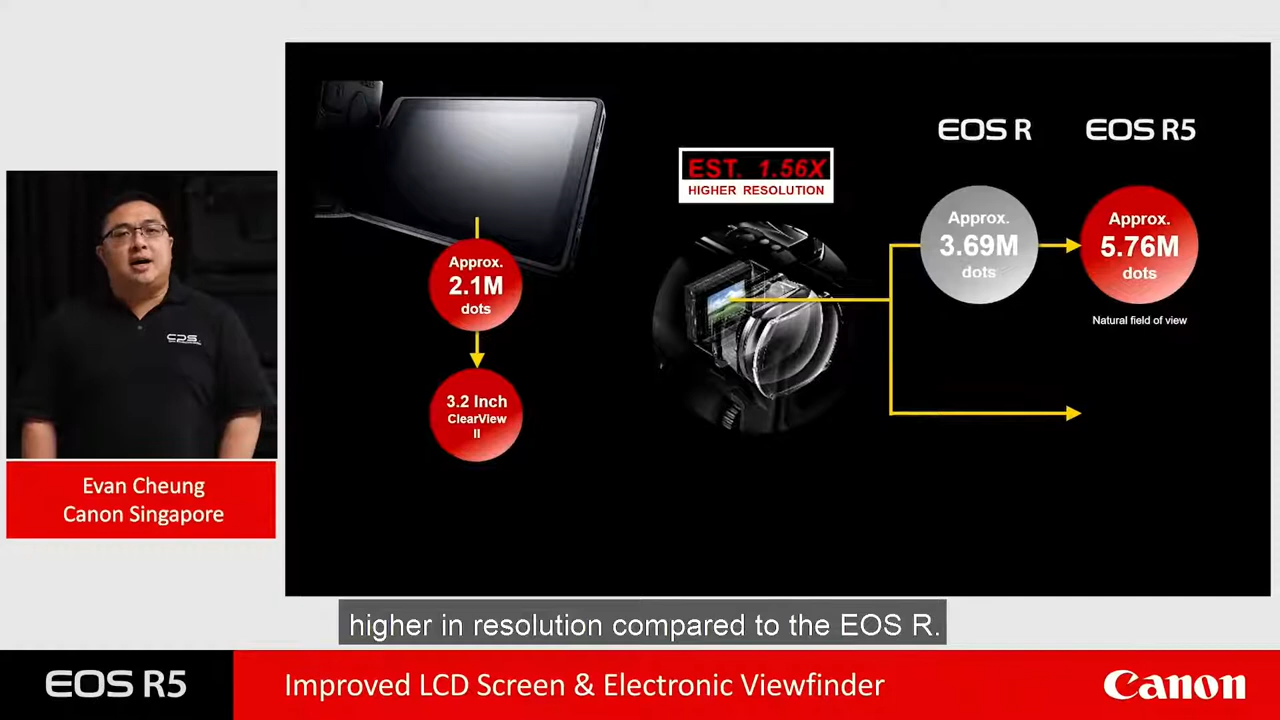 EST. 1.56X
HIGHER RESOLUTION
EOS R
EOS R5
Approx.
3.69M
dots
Approx.
5.76M
dots
Natural field of view
Approx.
2.1M
dots
3.2 Inch
ClearView
II
CPS
Evan Cheung
Canon Singapore
higher in resolution compared to the EOS R.
EOS R5
Improved LCD Screen & Electronic Viewfinder
Canon